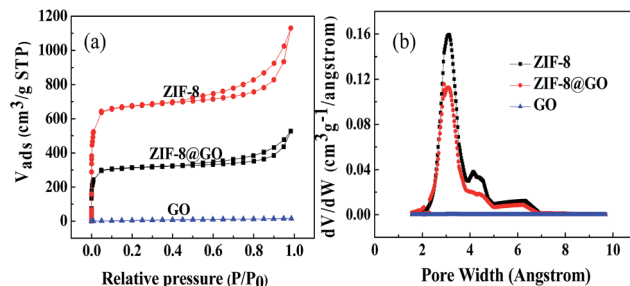 (a)
1200
1000
800
600
400
200
0
ZIF-8
ZIF-8@GO
GO
0.0 0.2 0.4 0.6 0.8 1.0
Relative pressure (P/P0)
Vads (cm3/g STP)
(b)
ZIF-8
ZIF-8@GO
GO
0.16
0.12
0.08
0.04
0.00
0 2 4 6 8 10
Pore Width (Angstrom)
dV/dW (cm3g-1/angstrom)